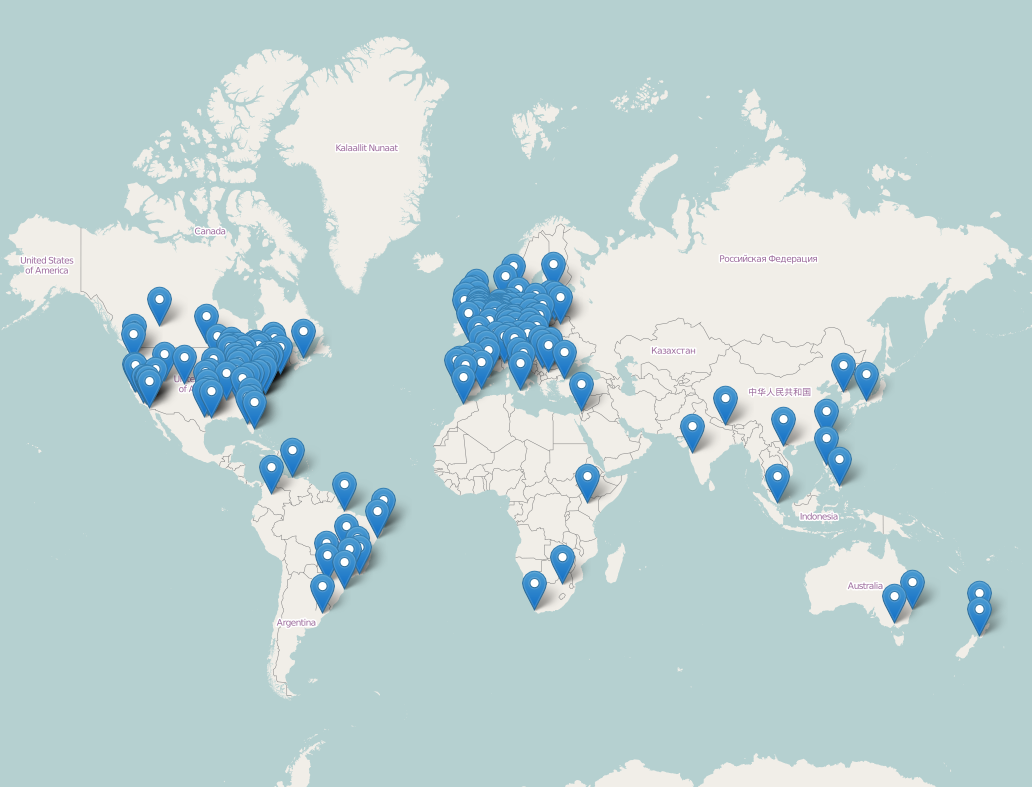 Kalaallit Nunaat
Canada
United States
of America
Российская Федерация
Казахстан
中华人民共和国
Indonesia
Australia
Argentina